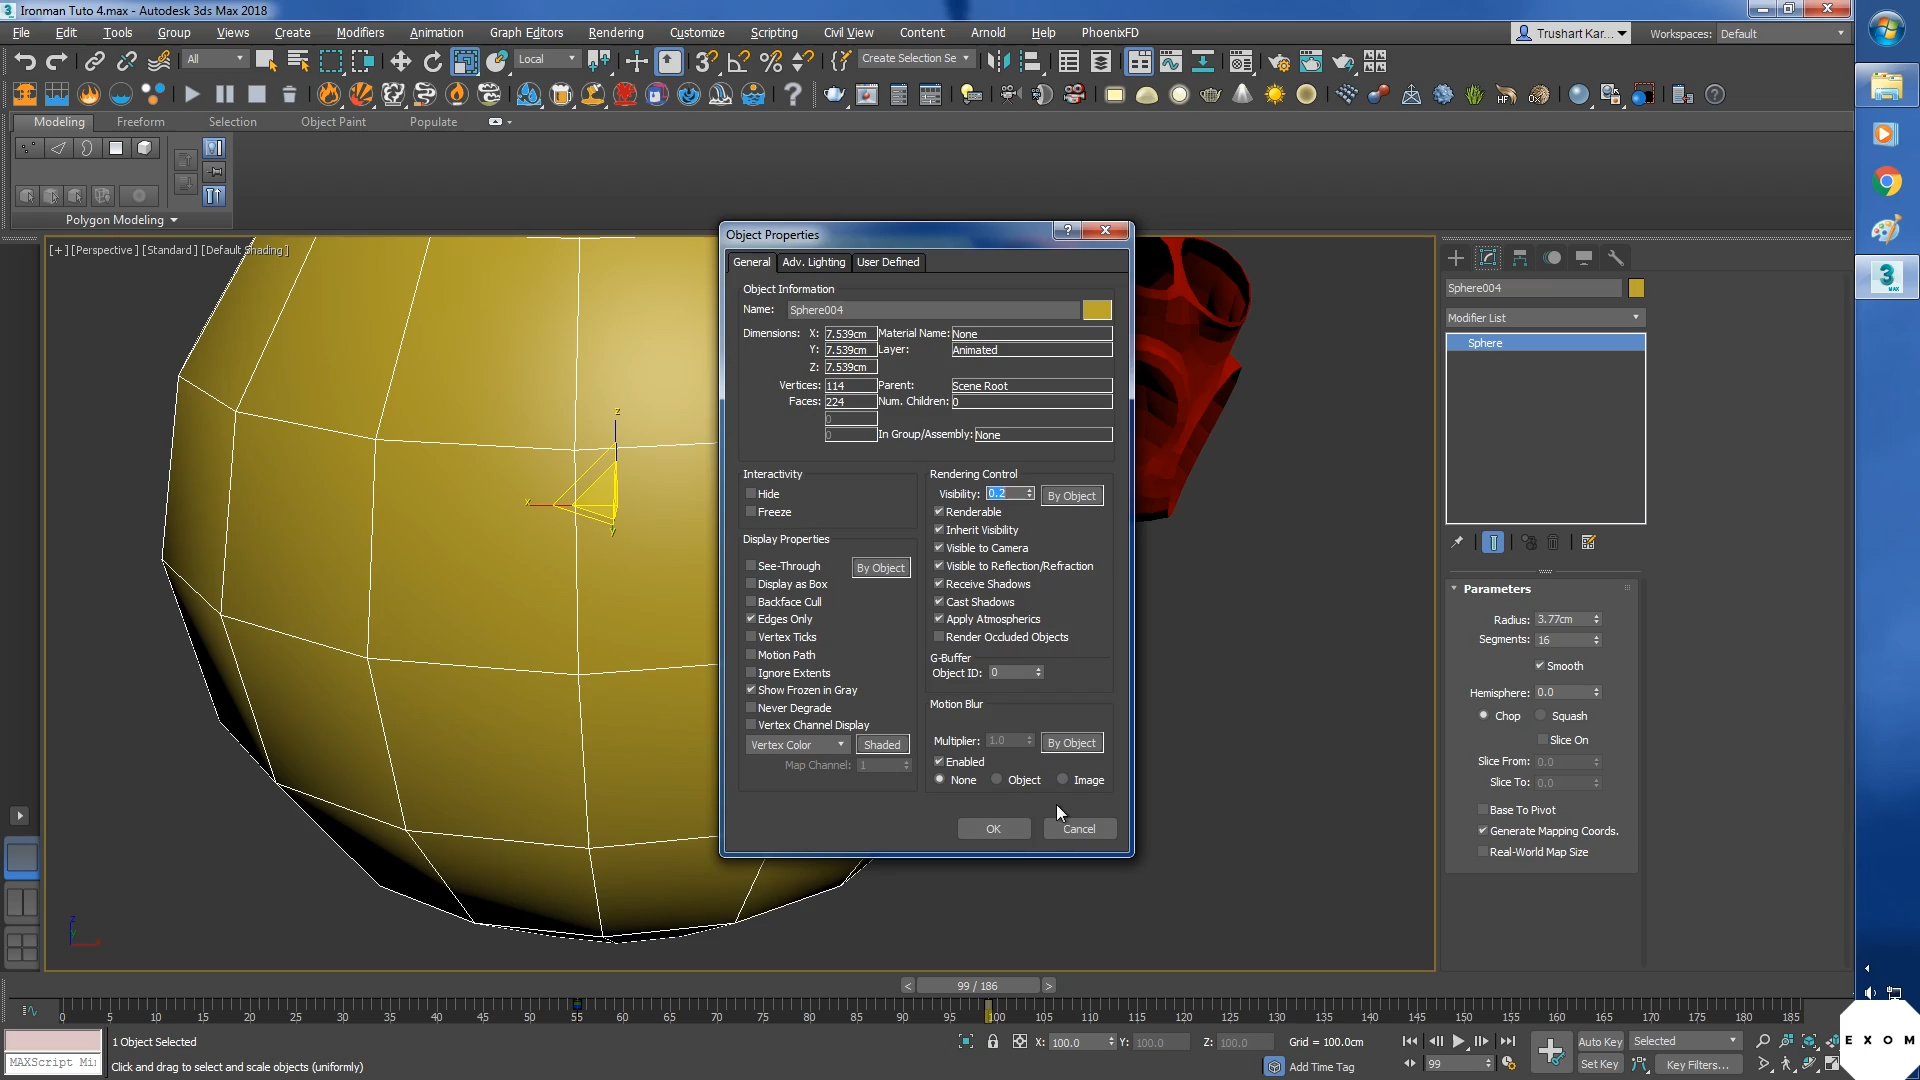 Ironman Tuto 4.max - Autodesk 3ds Max 2018
File Edit Tools Group Views Create Modifiers Animation Graph Editors Rendering Customize Scripting Civil View Content Arnold Help PhoenixFD
Trushart Kar... Workspaces: Default
All Local Create Selection Se
Modeling Freeform Selection Object Paint Populate
Polygon Modeling
[+] [Perspective] [Standard] [Default Shading]
Object Properties
General Adv. Lighting User Defined
Object Information
Name: Sphere004
Dimensions: X: 7.539cm Material Name: None
Y: 7.539cm Layer: Animated
Z: 7.539cm
Vertices: 114 Parent: Scene Root
Faces: 224 Num. Children: 0
0
0 In Group/Assembly: None
Interactivity
Hide
Freeze
Display Properties
See-Through By Object
Display as Box
Backface Cull
Edges Only
Vertex Ticks
Motion Path
Ignore Extents
Show Frozen in Gray
Never Degrade
Vertex Channel Display
Vertex Color Shaded
Map Channel: 1
Rendering Control
Visibility: 0.2 By Object
Renderable
Inherit Visibility
Visible to Camera
Visible to Reflection/Refraction
Receive Shadows
Cast Shadows
Apply Atmospherics
Render Occluded Objects
G-Buffer
Object ID: 0
Motion Blur
Multiplier: 1.0 By Object
Enabled
None Object Image
OK Cancel
z
x
y
z
y
x
Sphere004
Modifier List
Sphere
Parameters
Radius: 3.77cm
Segments: 16
Smooth
Hemisphere: 0.0
Chop Squash
Slice On
Slice From: 0.0
Slice To: 0.0
Base To Pivot
Generate Mapping Coords.
Real-World Map Size
3
MAX
< 99 / 186 >
0 5 10 15 20 25 30 35 40 45 50 55 60 65 70 75 80 85 90 95 100 105 110 115 120 125 130 135 140 145 150 155 160 165 170 175 180 185
1 Object Selected
X: 100.0 Y: 100.0 Z: 100.0 Grid = 100.0cm
Auto Key Selected
MAXScript Mi
Click and drag to select and scale objects (uniformly)
Add Time Tag
99
Set Key Key Filters...
EXOM